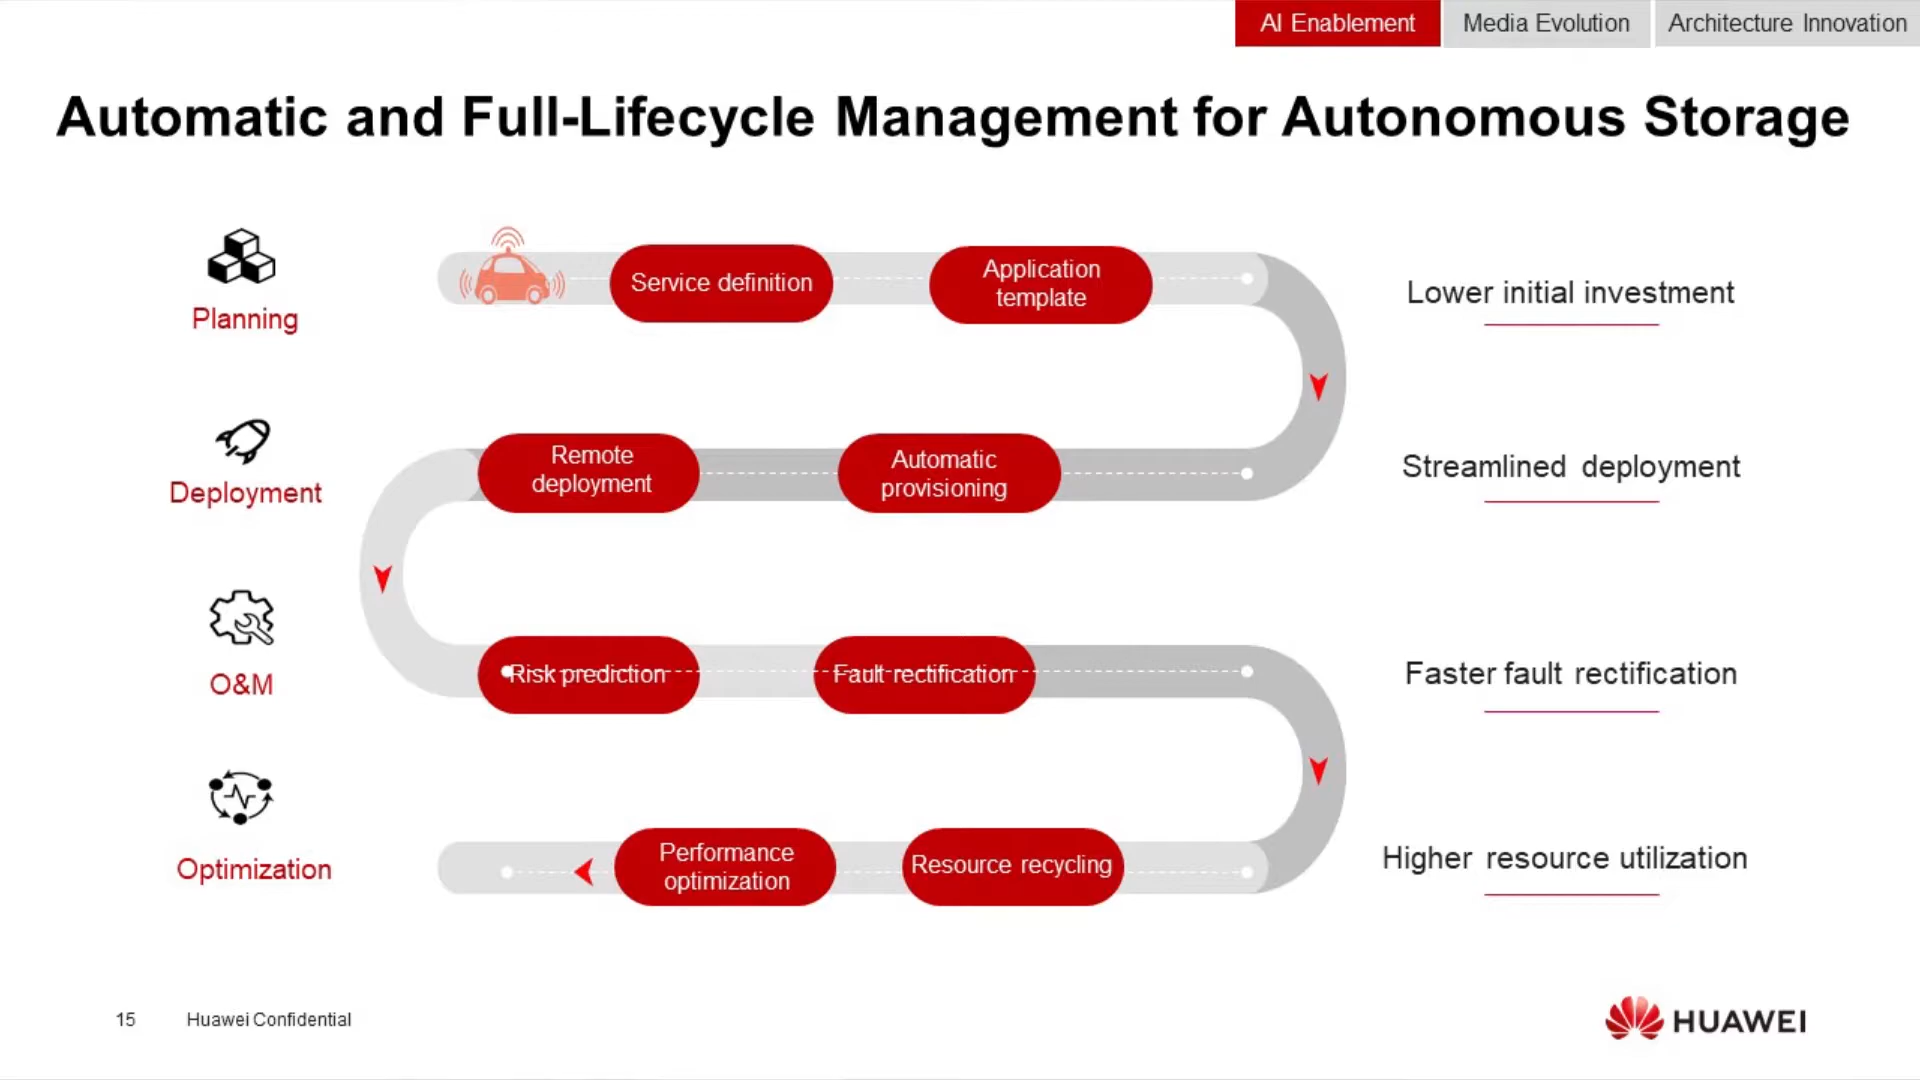 AI Enablement
Media Evolution
Architecture Innovation
Automatic and Full-Lifecycle Management for Autonomous Storage
Planning
Service definition
Application
template
Lower initial investment
Deployment
Remote
deployment
Automatic
provisioning
Streamlined deployment
O&M
Risk prediction
Fault rectification
Faster fault rectification
Optimization
Performance
optimization
Resource recycling
Higher resource utilization
15
Huawei Confidential
HUAWEI